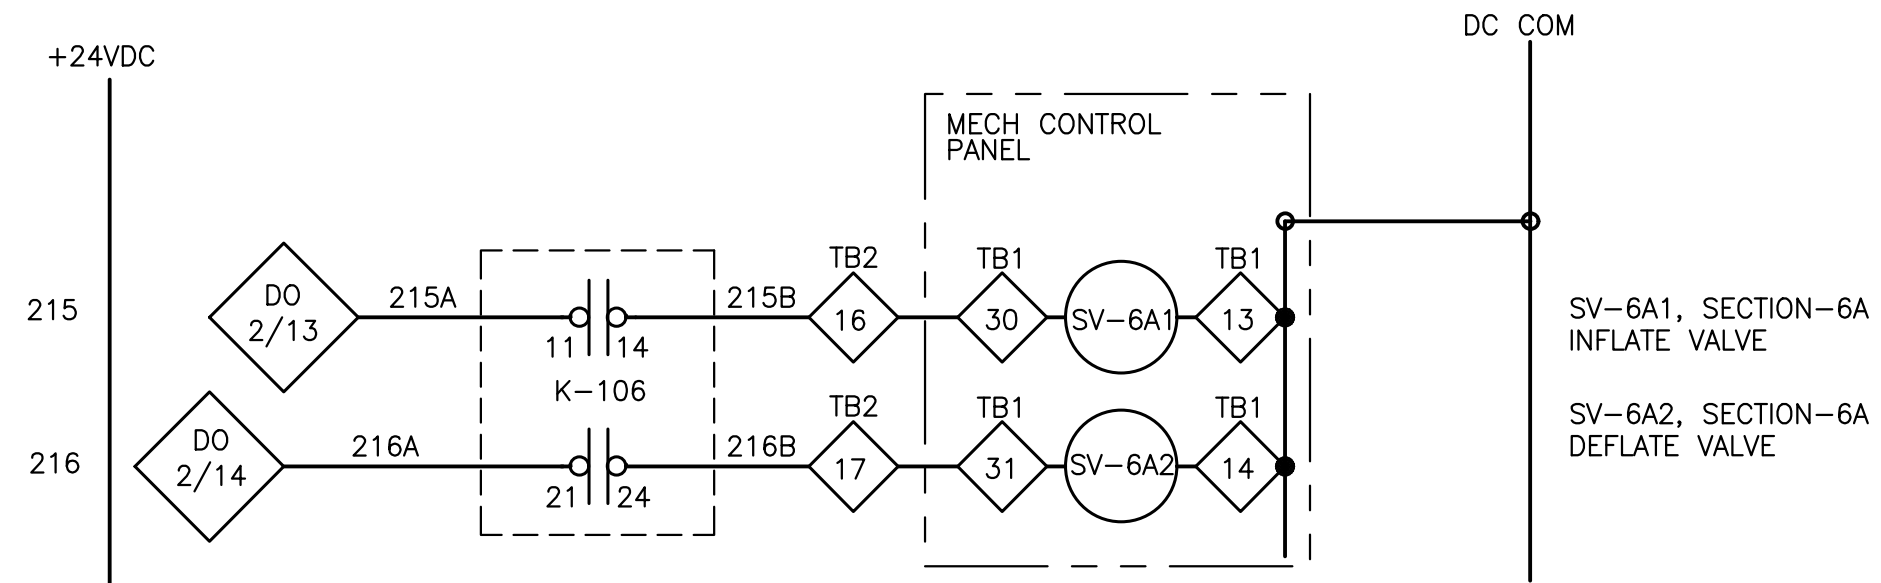 DC COM
+24VDC
MECH CONTROL
PANEL
TB2
TB1
TB1
215
DO
2/13
215A
215B
16
30
SV-6A1
13
SV-6A1, SECTION-6A
INFLATE VALVE
11
14
K-106
TB2
TB1
TB1
216
DO
2/14
216A
216B
17
31
SV-6A2
14
SV-6A2, SECTION-6A
DEFLATE VALVE
21
24